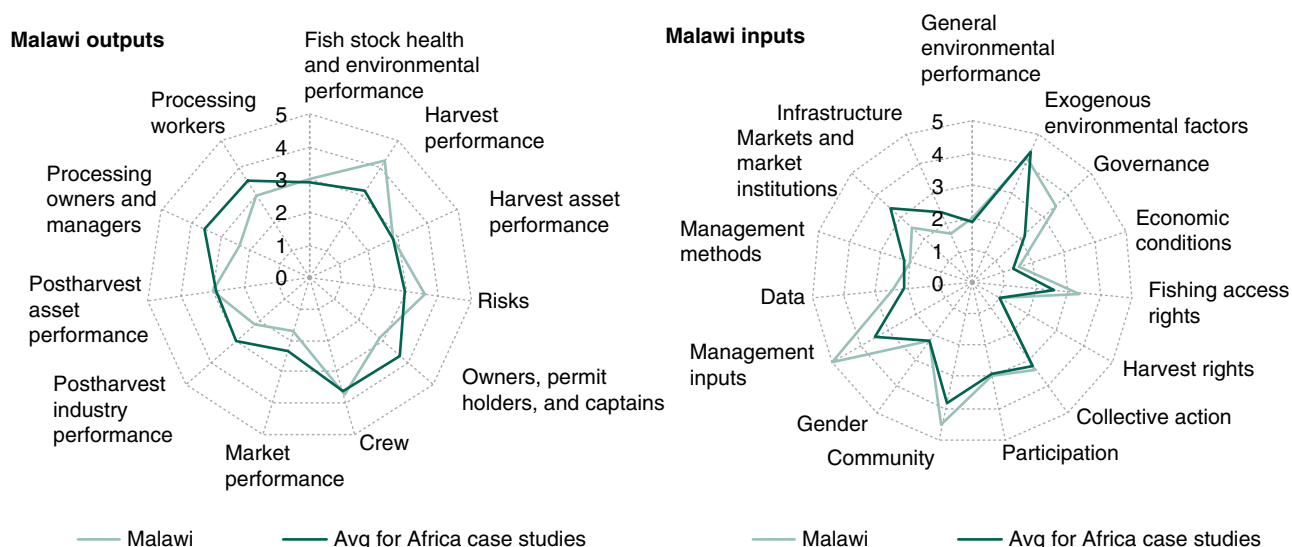 Malawi outputs
Fish stock health
and environmental
performance
Harvest
performance
Harvest asset
performance
Risks
Owners, permit
holders, and captains
Crew
Market
performance
Postharvest
industry
performance
Postharvest
asset
performance
Processing
owners and
managers
Processing
workers
5
4
3
2
1
0
Malawi
Avg for Africa case studies
Malawi inputs
General
environmental
performance
Exogenous
environmental factors
Governance
Economic
conditions
Fishing access
rights
Harvest rights
Collective action
Participation
Community
Gender
Management
inputs
Data
Management
methods
Markets and
market
institutions
Infrastructure
5
4
3
2
1
0
Malawi
Avg for Africa case studies